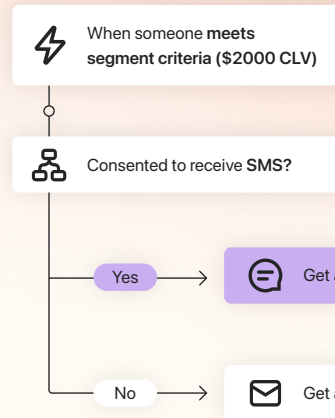 When someone meets
segment criteria ($2000 CLV)
Consented to receive SMS?
Yes
Get
No
Get